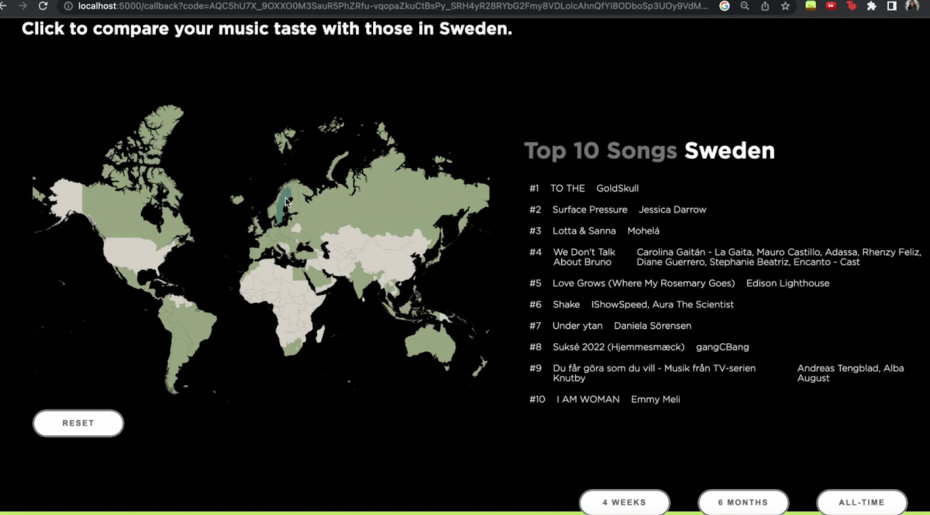 localhost:5000/callback?code=AQC5hU7X_9OXXO0M3SauR5PhZRfu-vqopaZkuCtBsPy_SRH4yR28RYbG2Fmy8VDLolcAhnQfYl8ODboSp3UOy9VdM...
Click to compare your music taste with those in Sweden.
Top 10 Songs Sweden
#1 TO THE GoldSkull
#2 Surface Pressure Jessica Darrow
#3 Lotta & Sanna Mohelá
#4 We Don't Talk About Bruno Carolina Gaitán - La Gaita, Mauro Castillo, Adassa, Rhenzy Feliz, Diane Guerrero, Stephanie Beatriz, Encanto - Cast
#5 Love Grows (Where My Rosemary Goes) Edison Lighthouse
#6 Shake IShowSpeed, Aura The Scientist
#7 Under ytan Daniela Sörensen
#8 Suksé 2022 (Hjemmesmæck) gangCBang
#9 Du får göra som du vill - Musik från TV-serien Knutby Andreas Tengblad, Alba August
#10 I AM WOMAN Emmy Meli
RESET
4 WEEKS
6 MONTHS
ALL-TIME